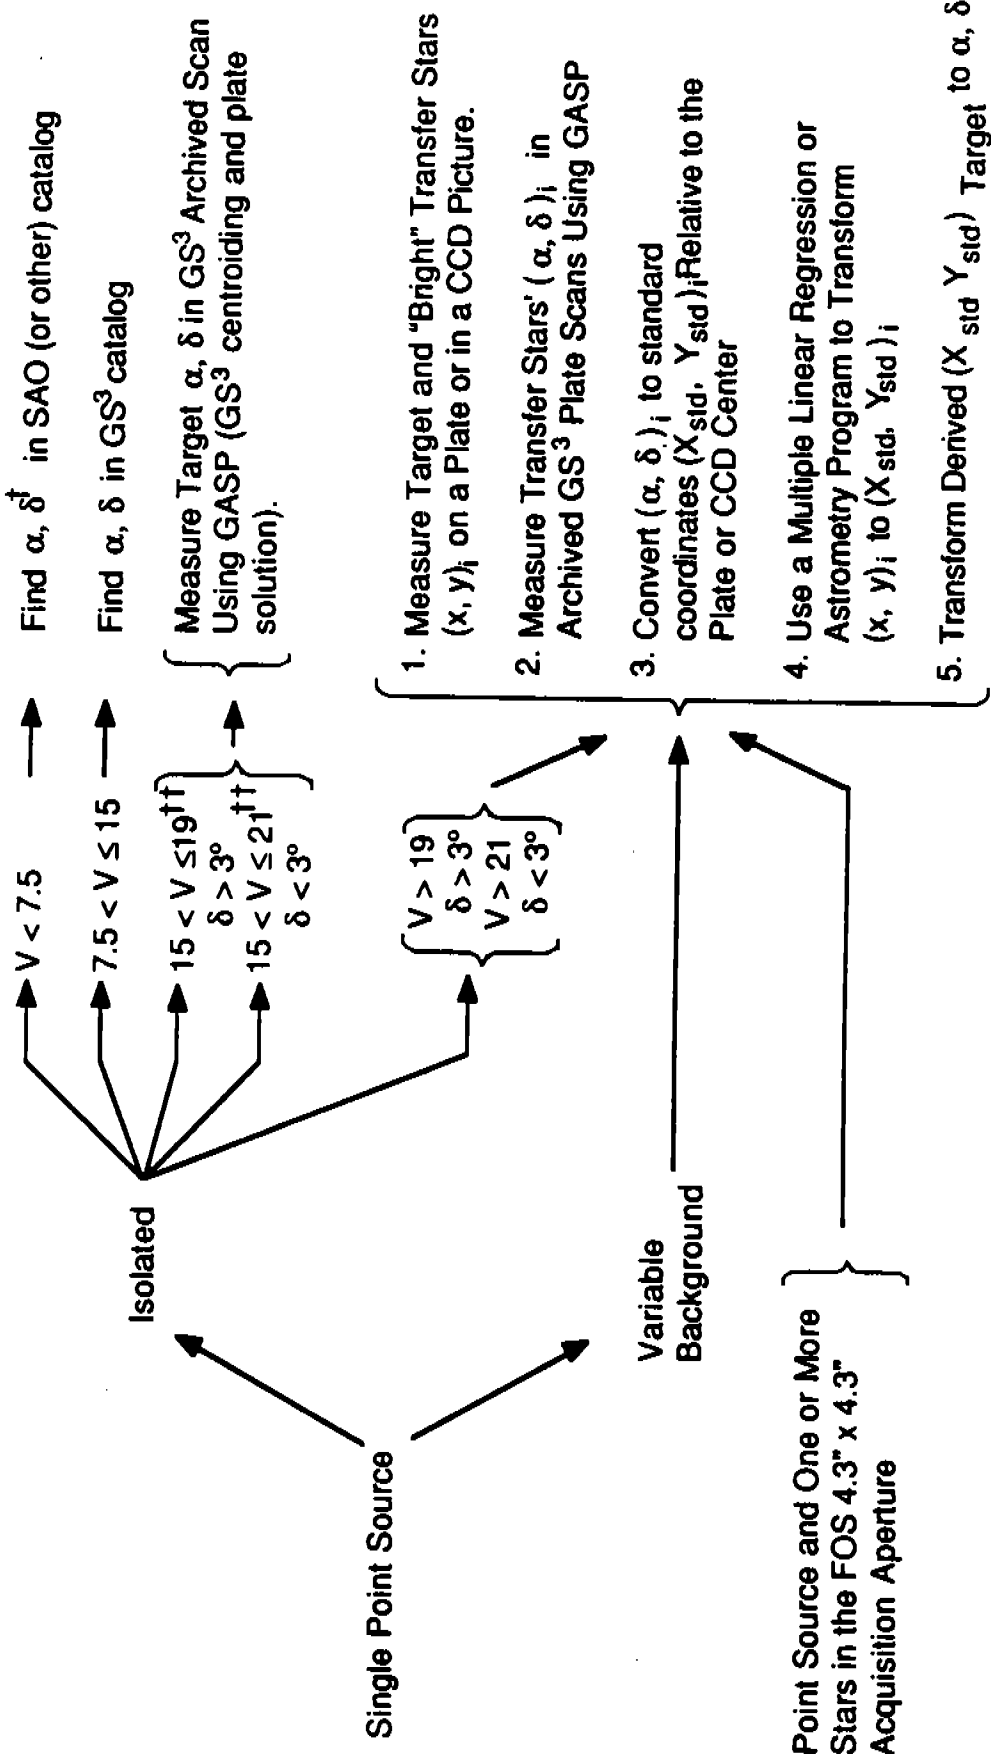 Single Point Source
Isolated
V < 7.5
Find α, δ† in SAO (or other) catalog
7.5 < V ≤ 15
Find α, δ in GS³ catalog
15 < V ≤19††
δ > 3º
15 < V ≤ 21††
δ < 3º
Measure Target α, δ in GS³ Archived Scan
Using GASP (GS³ centroiding and plate
solution).
V > 19
δ > 3º
V > 21
δ < 3º
Variable
Background
Point Source and One or More
Stars in the FOS 4.3" x 4.3"
Acquisition Aperture
1. Measure Target and "Bright" Transfer Stars
(x, y)i on a Plate or in a CCD Picture.
2. Measure Transfer Stars' (α, δ)i in
Archived GS³ Plate Scans Using GASP
3. Convert (α, δ)i to standard
coordinates (Xstd, Ystd)i Relative to the
Plate or CCD Center
4. Use a Multiple Linear Regression or
Astrometry Program to Transform
(x, y)i to (Xstd, Ystd)i
5. Transform Derived (Xstd Ystd) Target to α, δ